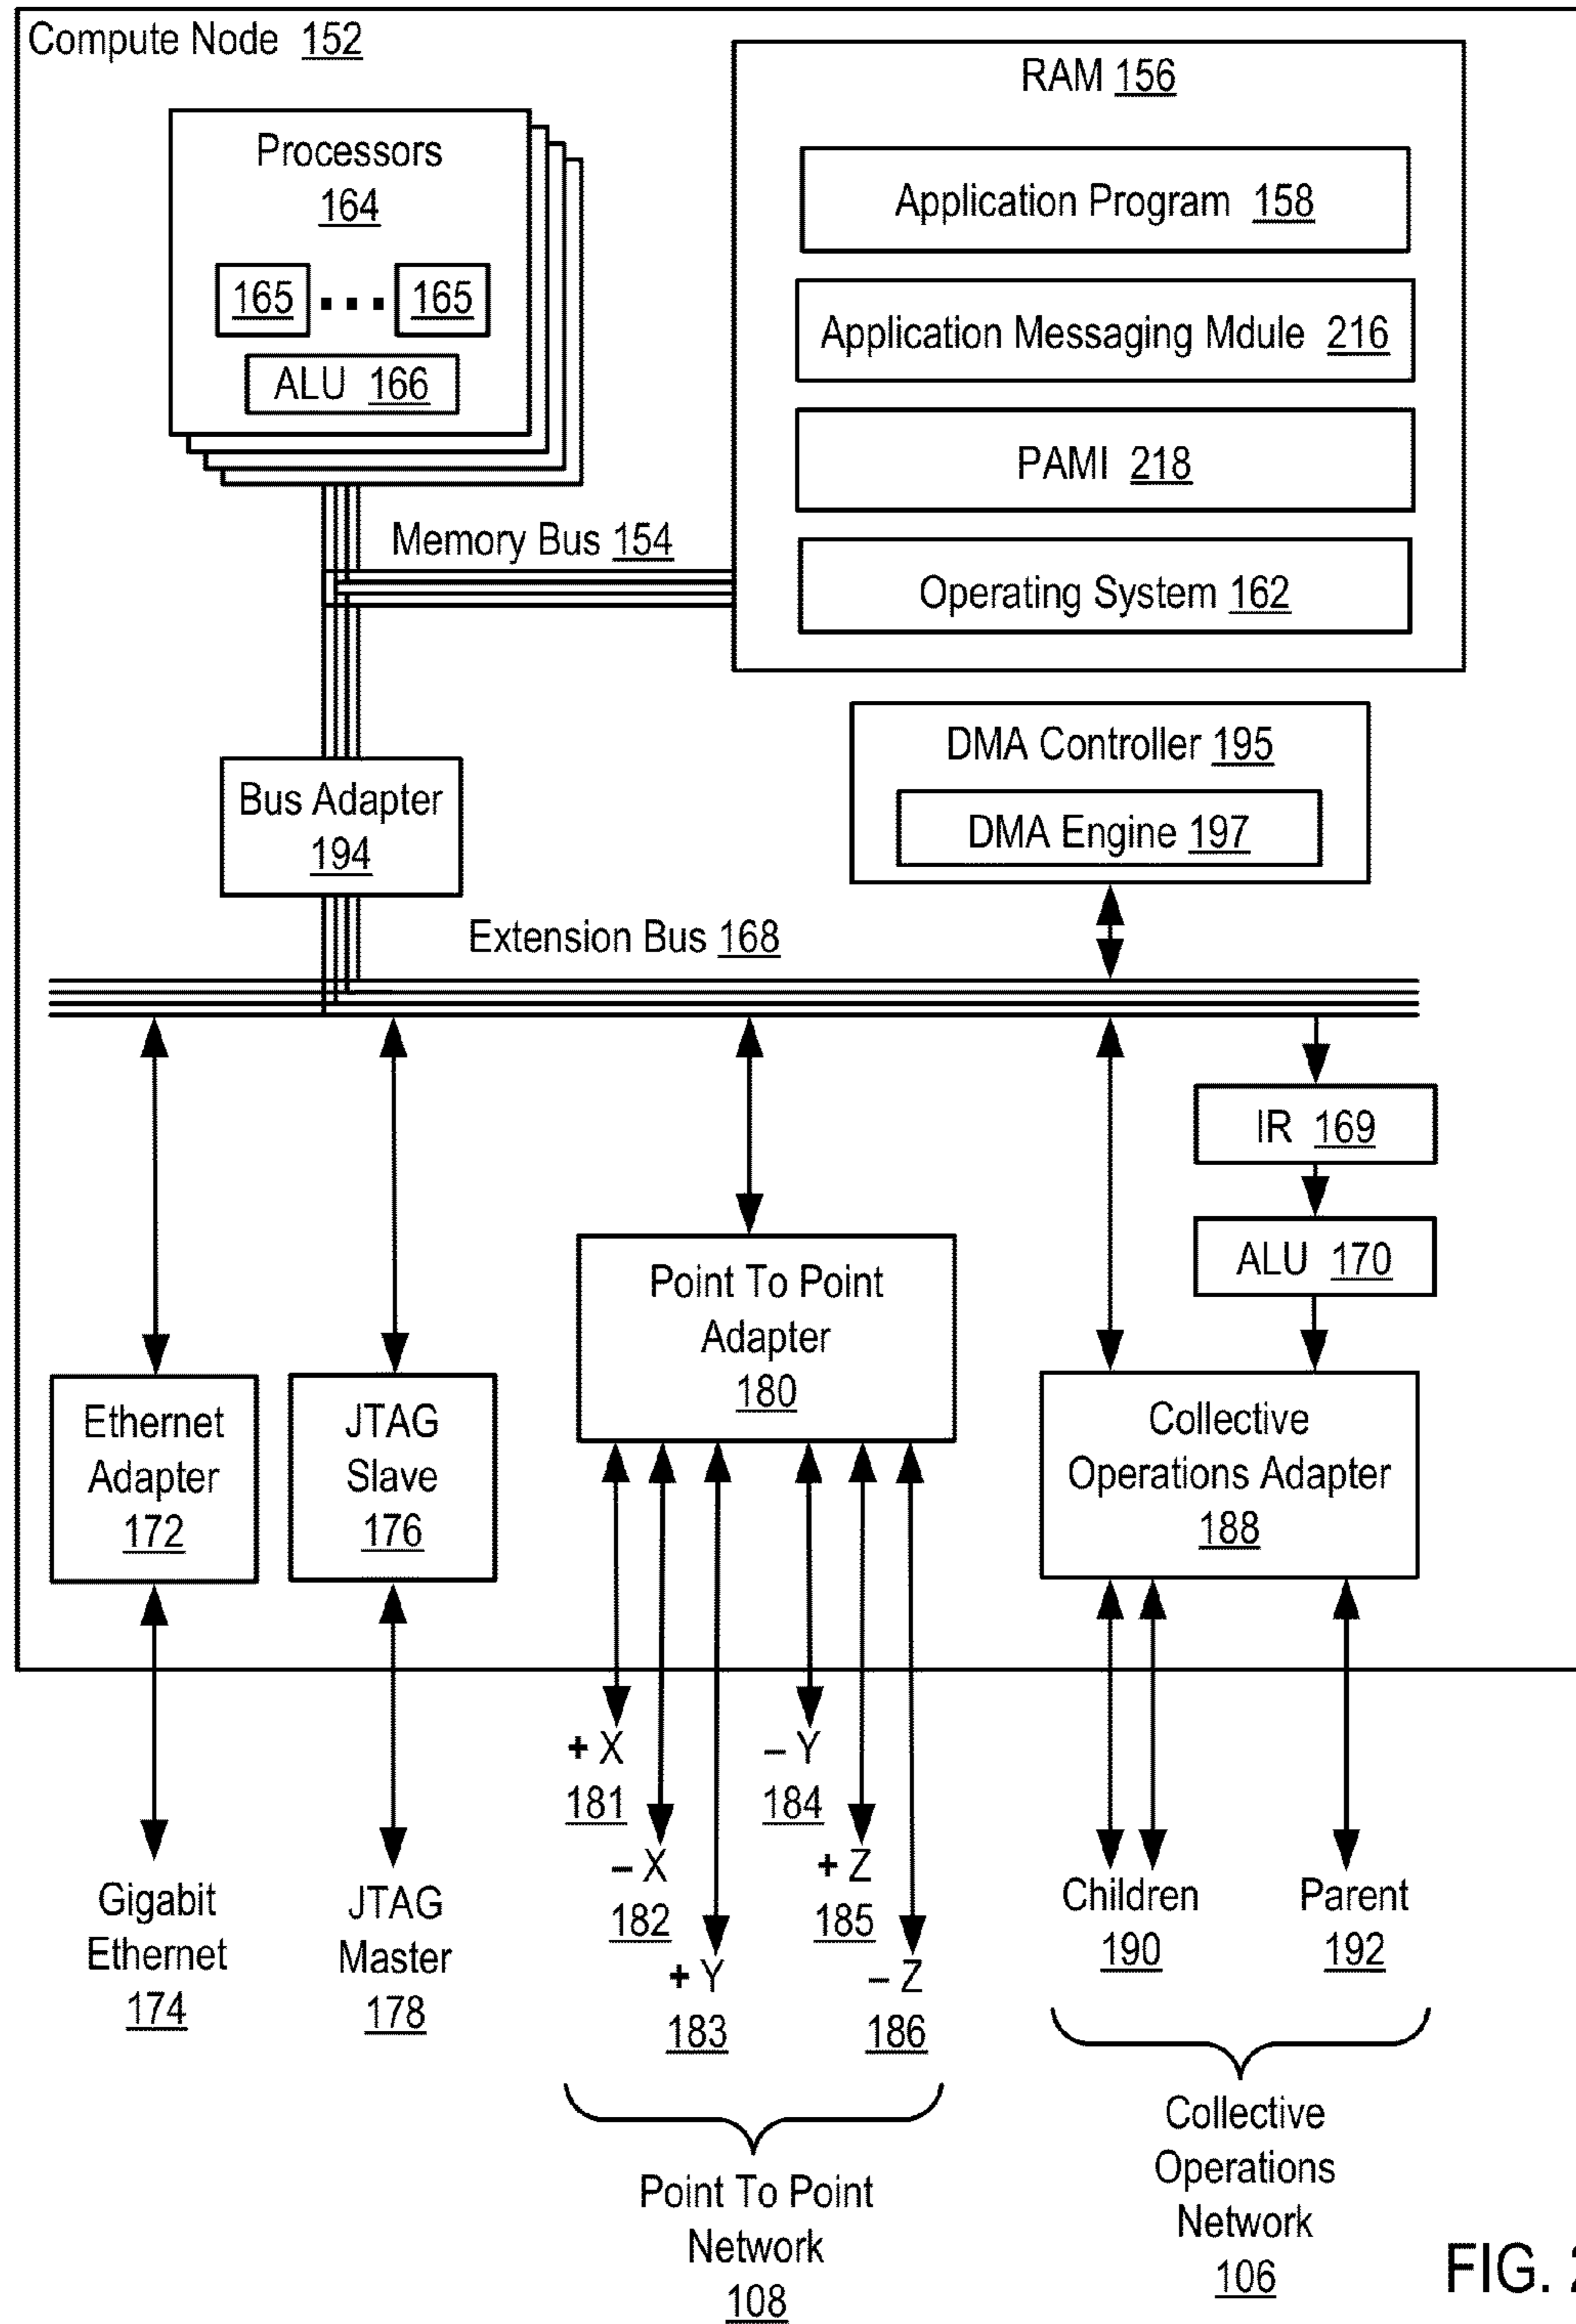 Compute Node 152
RAM 156
Processors
164
165 ... 165
ALU 166
Application Program 158
Application Messaging Mdule 216
PAMI 218
Operating System 162
Memory Bus 154
DMA Controller 195
DMA Engine 197
Bus Adapter
194
Extension Bus 168
IR 169
ALU 170
Point To Point
Adapter
180
Ethernet
Adapter
172
JTAG
Slave
176
Collective
Operations Adapter
188
+ X
181
– X
182
+ Y
183
– Y
184
+ Z
185
– Z
186
Gigabit
Ethernet
174
JTAG
Master
178
Children
190
Parent
192
Point To Point
Network
108
Collective
Operations
Network
106
FIG. 2